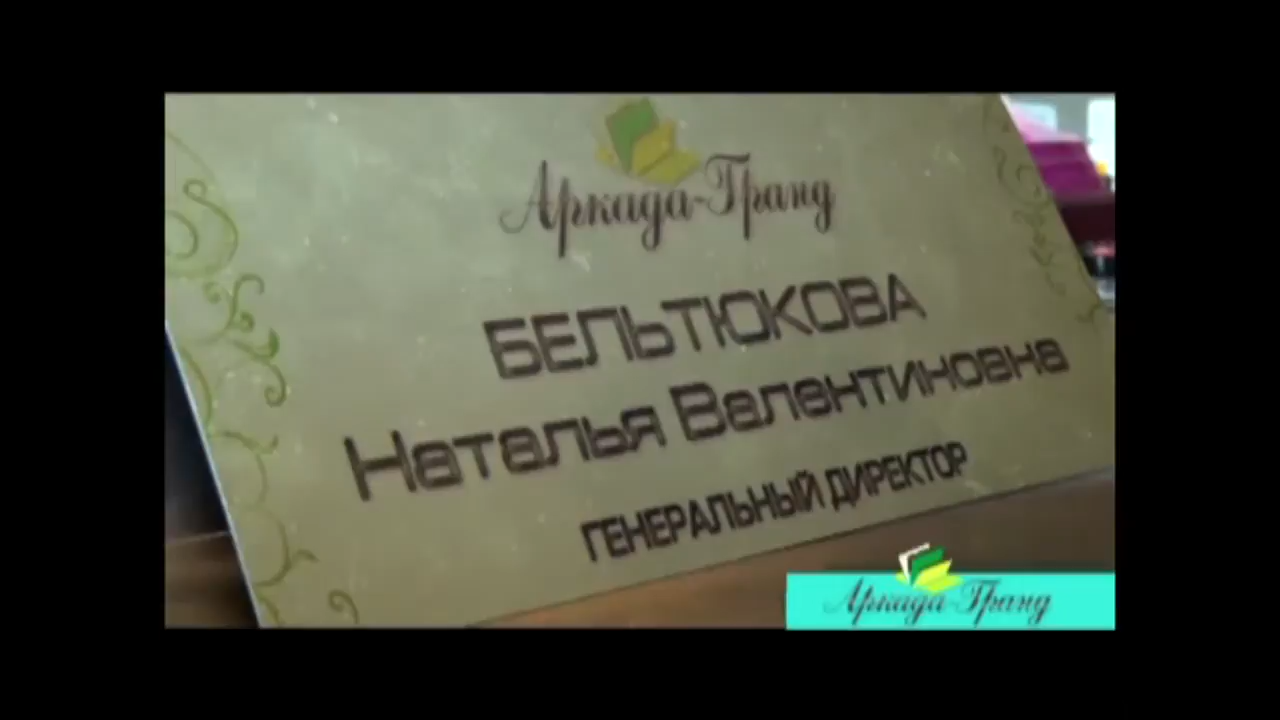 Аркада-Гранд
БЕЛЬТЮКОВА
Наталья Валентиновна
ГЕНЕРАЛЬНЫЙ ДИРЕКТОР
Аркада-Гранд